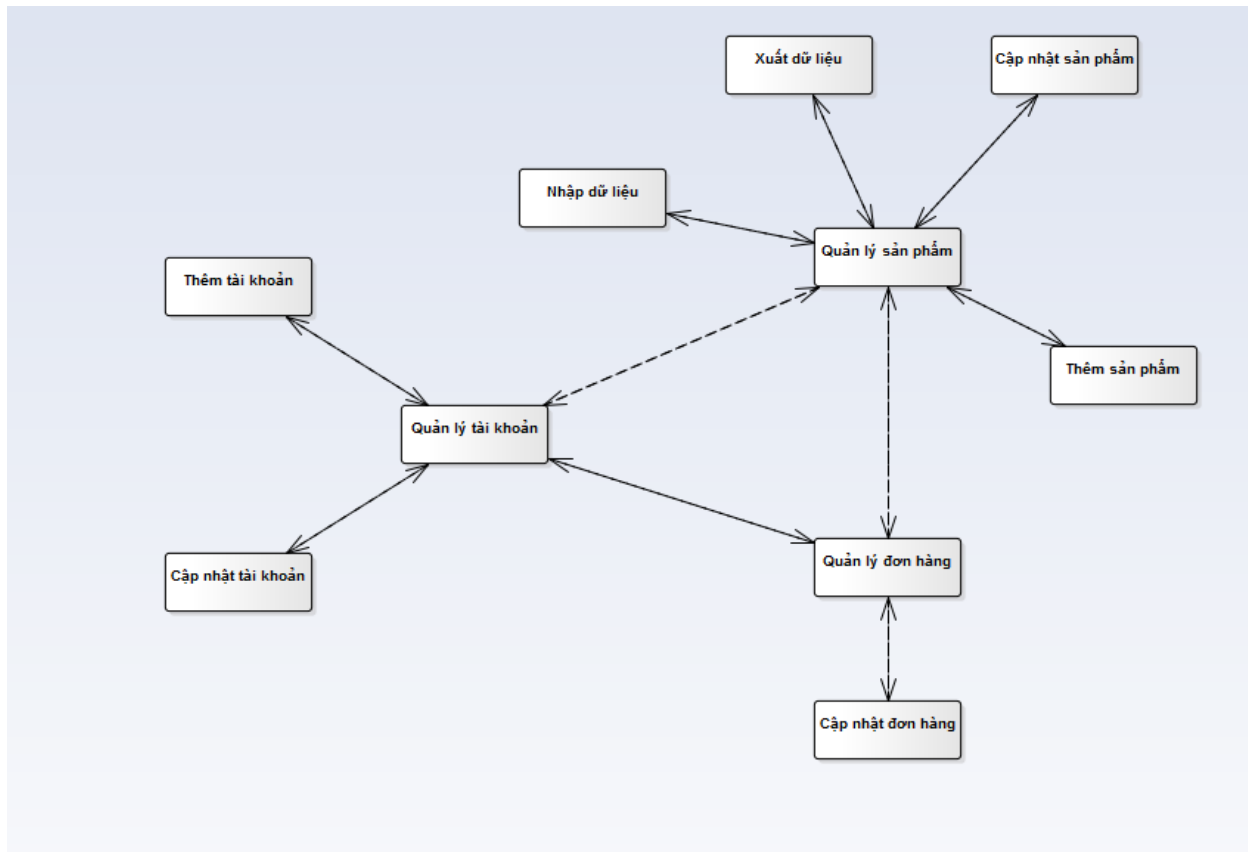 Xuất dữ liệu
Cập nhật sản phẩm
Nhập dữ liệu
Quản lý sản phẩm
Thêm tài khoản
Thêm sản phẩm
Quản lý tài khoản
Quản lý đơn hàng
Cập nhật tài khoản
Cập nhật đơn hàng